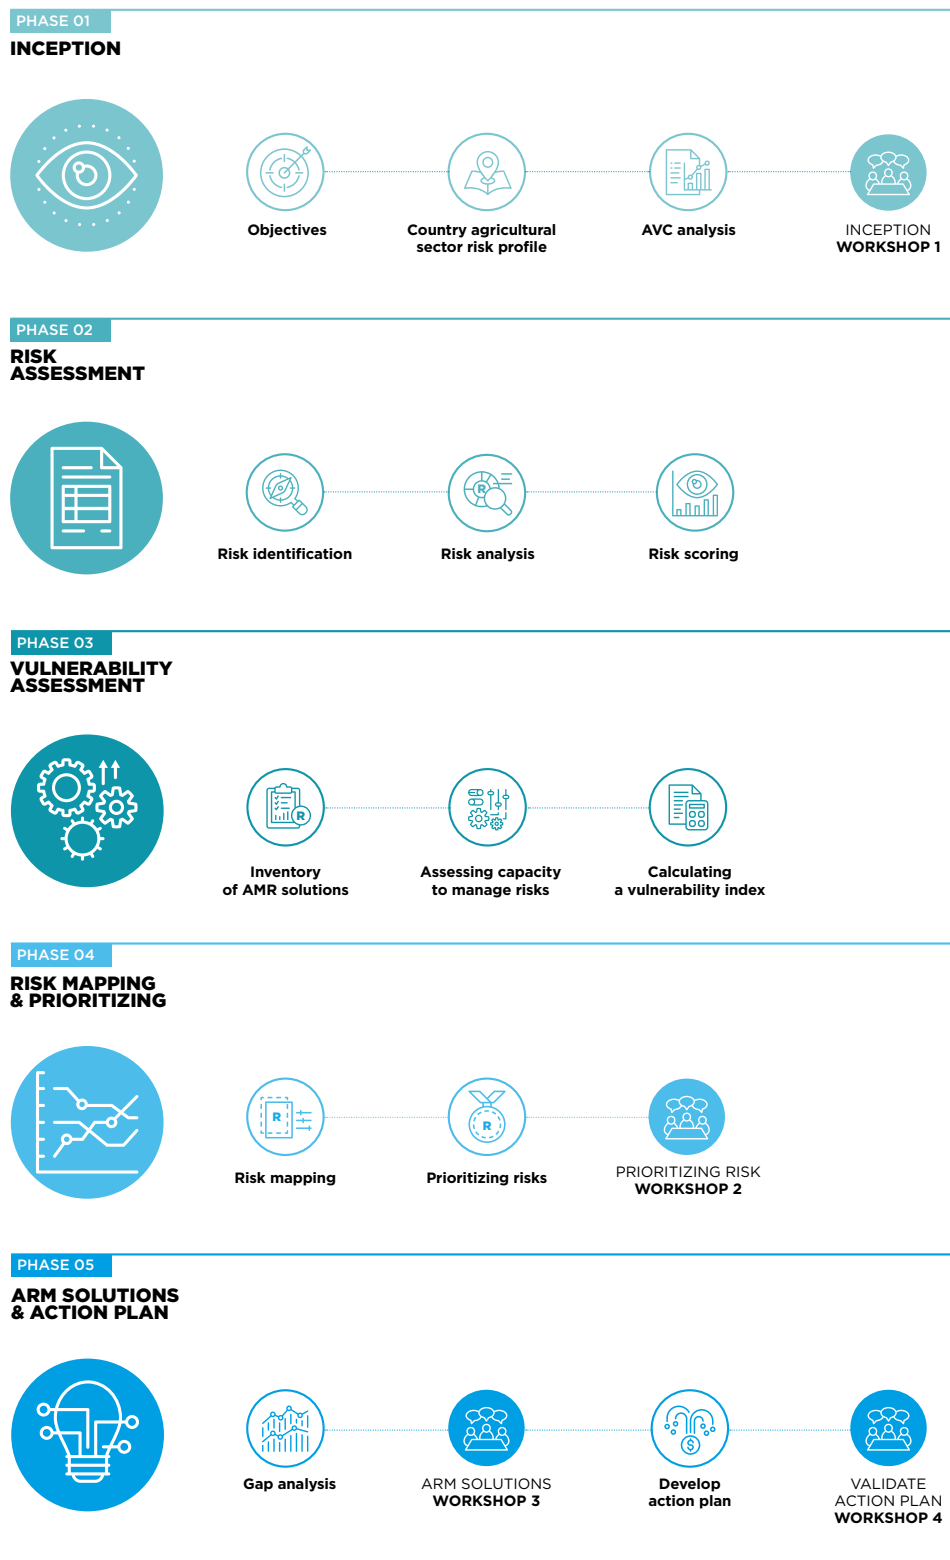 PHASE 01
INCEPTION
Objectives
Country agricultural
sector risk profile
AVC analysis
INCEPTION
WORKSHOP 1
PHASE 02
RISK
ASSESSMENT
R
Risk identification
Risk analysis
Risk scoring
PHASE 03
VULNERABILITY
ASSESSMENT
R
Inventory
of AMR solutions
Assessing capacity
to manage risks
Calculating
a vulnerability index
PHASE 04
RISK MAPPING
& PRIORITIZING
R
R
Risk mapping
Prioritizing risks
PRIORITIZING RISK
WORKSHOP 2
PHASE 05
ARM SOLUTIONS
& ACTION PLAN
$
Gap analysis
ARM SOLUTIONS
WORKSHOP 3
Develop
action plan
VALIDATE
ACTION PLAN
WORKSHOP 4